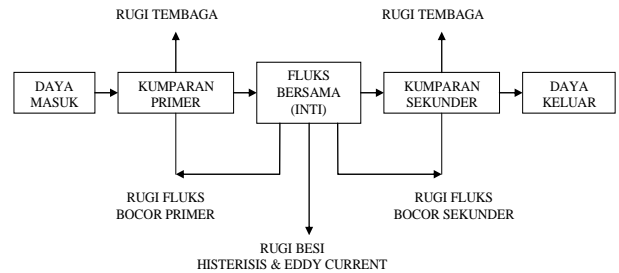 RUGI TEMBAGA
RUGI TEMBAGA
DAYA
MASUK
KUMPARAN
PRIMER
FLUKS
BERSAMA
(INTI)
KUMPARAN
SEKUNDER
DAYA
KELUAR
RUGI FLUKS
BOCOR PRIMER
RUGI FLUKS
BOCOR SEKUNDER
RUGI BESI
HISTERISIS & EDDY CURRENT